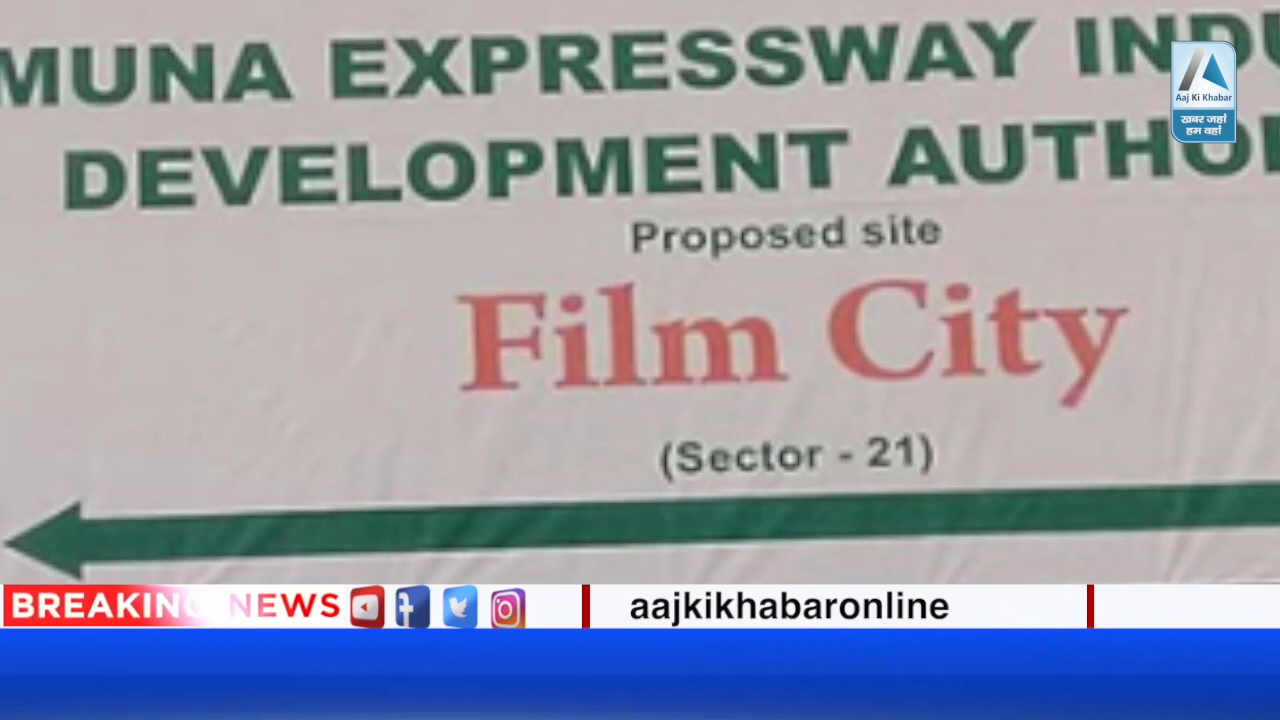 MUNA EXPRESSWAY INDU
DEVELOPMENT AUTHO
Proposed site
Film City
(Sector - 21)
Aaj Ki Khabar
खबर जहां
हम वहां
BREAKING NEWS
aajkikhabaronline